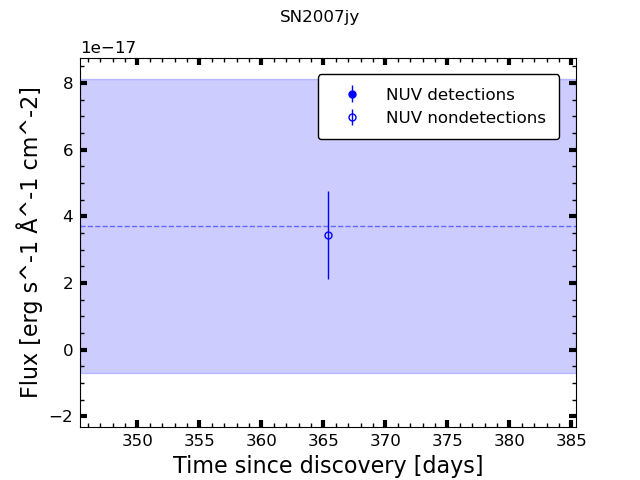 SN2007jy
1e−17
NUV detections
NUV nondetections
8
6
4
2
0
−2
350 355 360 365 370 375 380 385
Flux [erg s^-1 Å^-1 cm^-2]
Time since discovery [days]